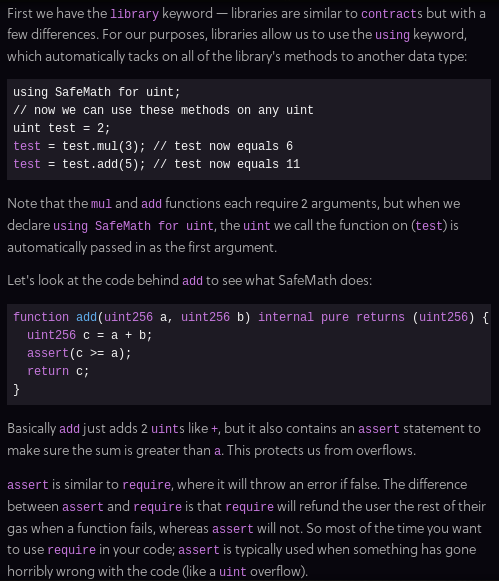 First we have the library keyword — libraries are similar to contracts but with a
few differences. For our purposes, libraries allow us to use the using keyword,
which automatically tacks on all of the library's methods to another data type:
using SafeMath for uint;
// now we can use these methods on any uint
uint test = 2;
test = test.mul(3); // test now equals 6
test = test.add(5); // test now equals 11
Note that the mul and add functions each require 2 arguments, but when we
declare using SafeMath for uint, the uint we call the function on (test) is
automatically passed in as the first argument.
Let's look at the code behind add to see what SafeMath does:
function add(uint256 a, uint256 b) internal pure returns (uint256) {
  uint256 c = a + b;
  assert(c >= a);
  return c;
}
Basically add just adds 2 uints like +, but it also contains an assert statement to
make sure the sum is greater than a. This protects us from overflows.
assert is similar to require, where it will throw an error if false. The difference
between assert and require is that require will refund the user the rest of their
gas when a function fails, whereas assert will not. So most of the time you want
to use require in your code; assert is typically used when something has gone
horribly wrong with the code (like a uint overflow).